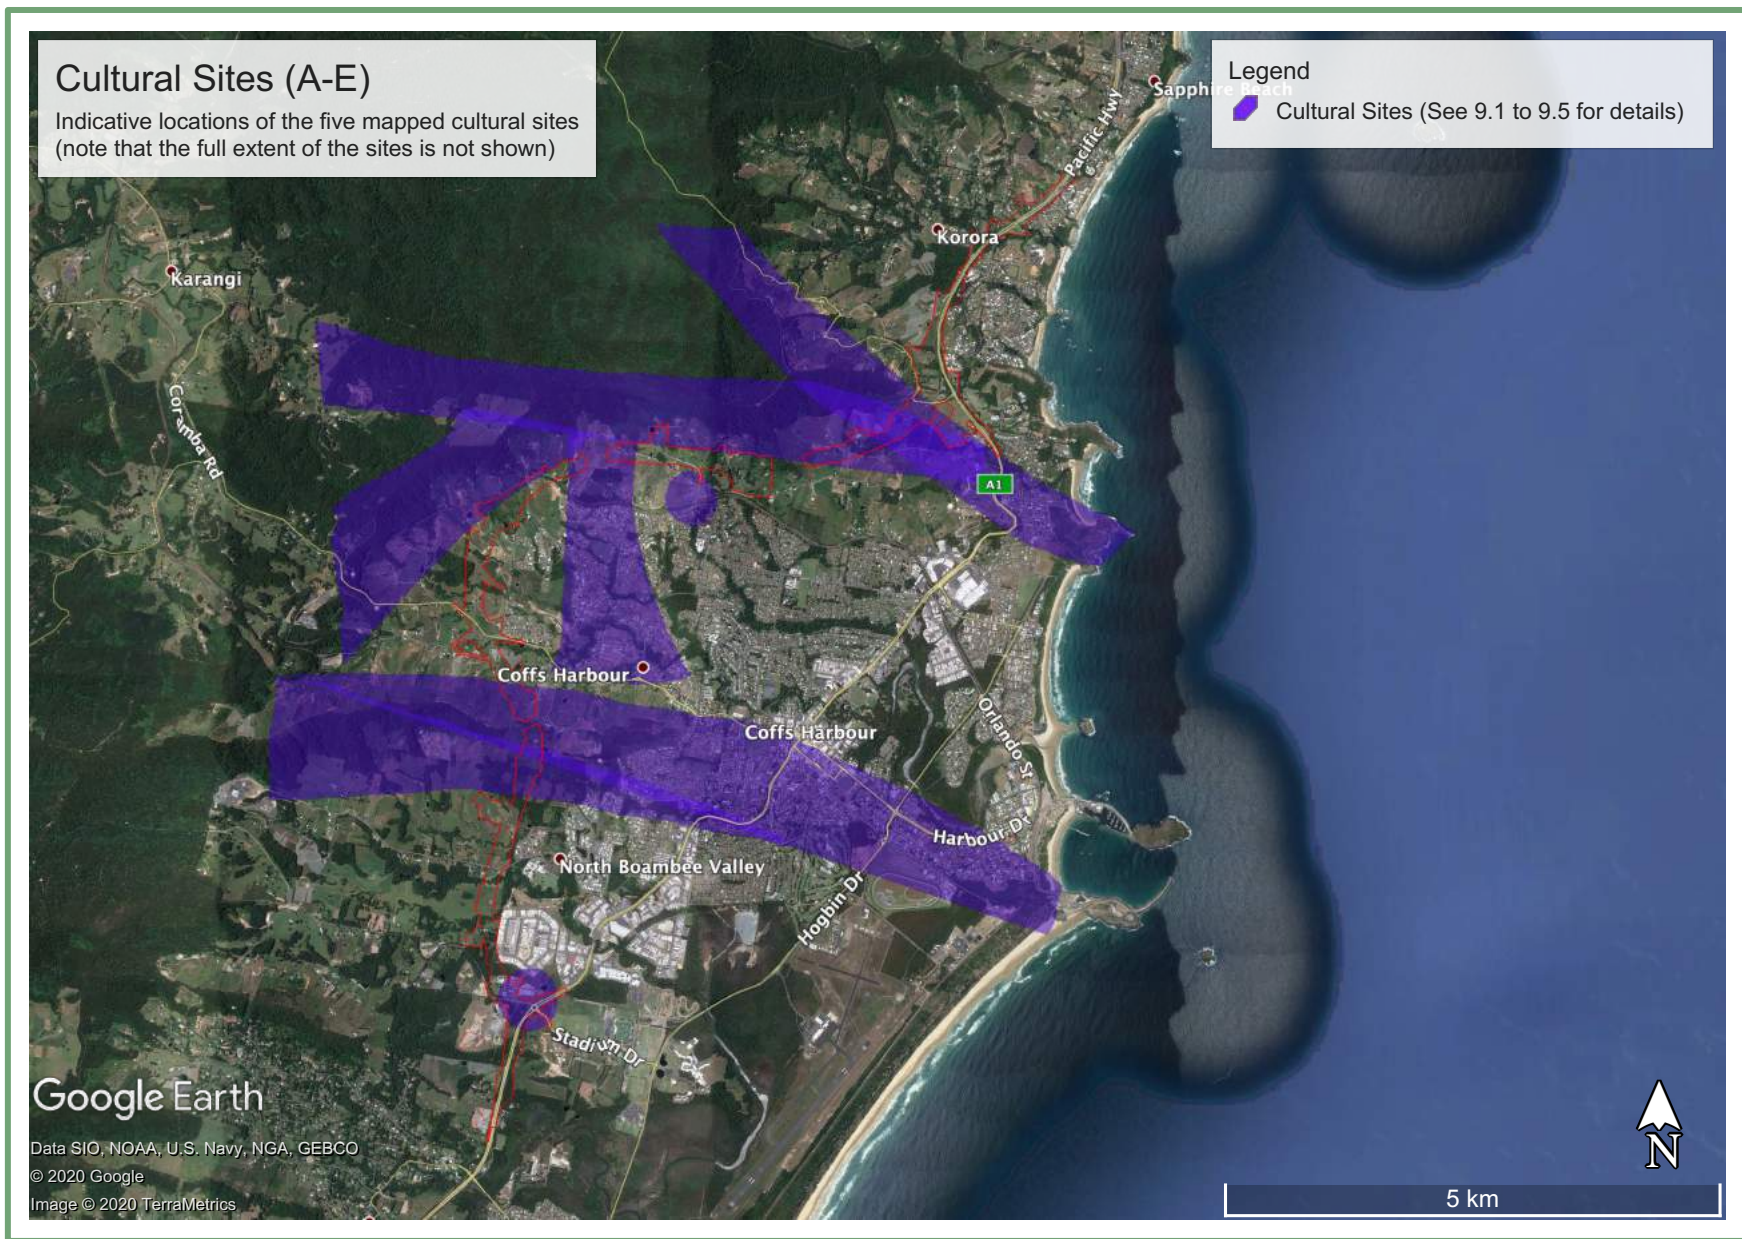 Cultural Sites (A-E)
Indicative locations of the five mapped cultural sites
(note that the full extent of the sites is not shown)
Legend
Sapphire Beach
Cultural Sites (See 9.1 to 9.5 for details)
Pacific Hwy
Korora
Karangi
Coramba Rd
A1
Coffs Harbour
Coffs Harbour
Orlando St
Harbour Dr
North Boambee Valley
Hogbin Dr
Stadium Dr
Google Earth
Data SIO, NOAA, U.S. Navy, NGA, GEBCO
© 2020 Google
Image © 2020 TerraMetrics
N
5 km